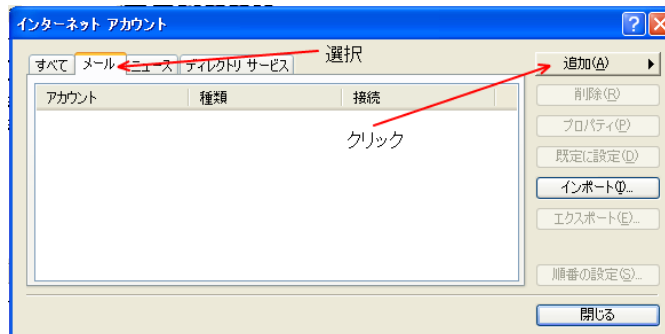 インターネット アカウント
選択
すべて メール ニュース ディレクトリ サービス
追加(A)
アカウント 種類 接続
削除(R)
クリック
プロパティ(P)
既定に設定(D)
インポート(I)...
エクスポート(E)...
順番の設定(S)...
閉じる